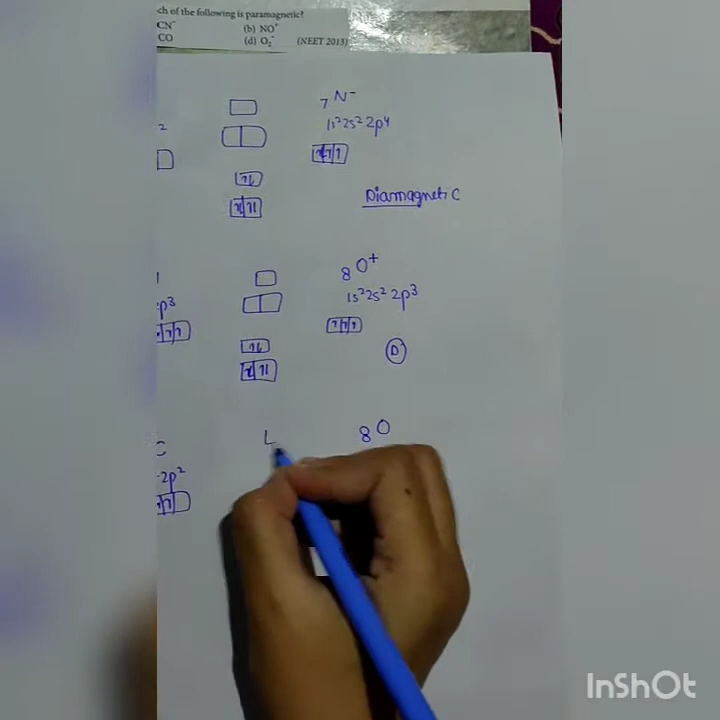 ch of the following is paramagnetic?
CN⁻ (b) NO⁺
CO (d) O₂⁻ (NEET 2013)
₇N⁻
1s²2s²2p⁴
2
Diamagnetic
₈O⁺
1s²2s²2p³
p³
D
₈O
C
2p²
InShOt